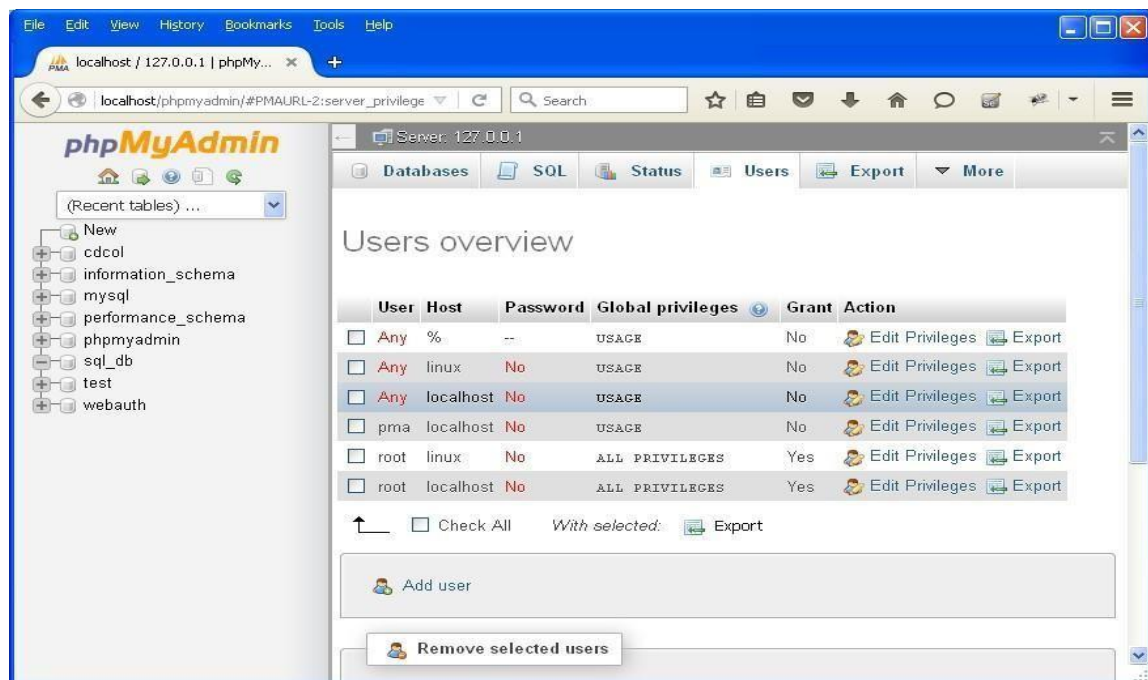 File Edit View History Bookmarks Tools Help
PMA localhost / 127.0.0.1 | phpMy...
localhost/phpmyadmin/#PMAURL-2:server_privilege Search
phpMyAdmin
(Recent tables) ...
New
cdcol
information_schema
mysql
performance_schema
phpmyadmin
sql_db
test
webauth
Server: 127.0.0.1
Databases SQL Status Users Export More
Users overview
User Host Password Global privileges Grant Action
Any % -- USAGE No Edit Privileges Export
Any linux No USAGE No Edit Privileges Export
Any localhost No USAGE No Edit Privileges Export
pma localhost No USAGE No Edit Privileges Export
root linux No ALL PRIVILEGES Yes Edit Privileges Export
root localhost No ALL PRIVILEGES Yes Edit Privileges Export
Check All With selected: Export
Add user
Remove selected users